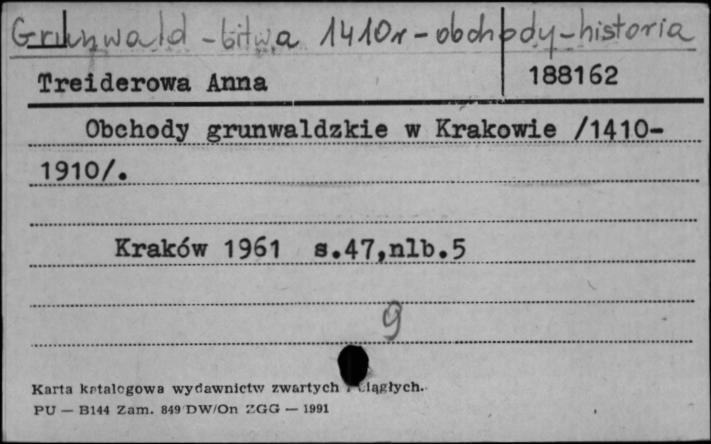 Grunwald - bitwa 1410r - obchody - historia
Treiderowa Anna 188162
Obchody grunwaldzkie w Krakowie /1410-
1910/.
Kraków 1961 s.47,nlb.5
9
Karta katalogowa wydawnictw zwartych i ciągłych.
PU — B144 Zam. 849 DW/On ZGG — 1991